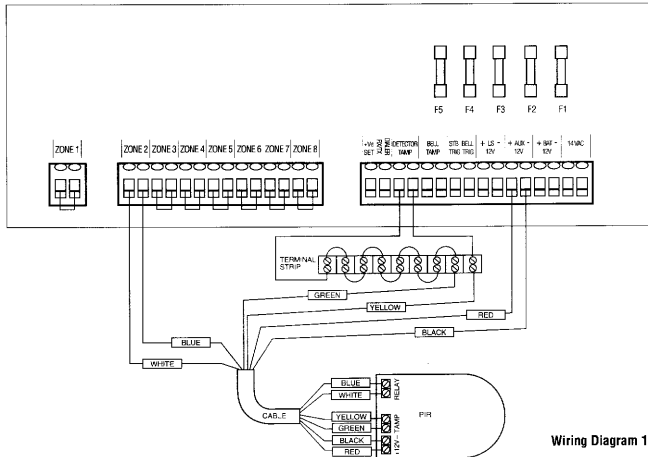 F5 F4 F3 F2 F1
ZONE 1
ZONE 2 ZONE 3 ZONE 4 ZONE 5 ZONE 6 ZONE 7 ZONE 8
+Ve SET
DETECTOR TAMP
BELL TAMP
STB BELL TRIG TRIG
+ LS - 12V
+ AUX - 12V
+ BAT - 12V
14VAC
TERMINAL STRIP
GREEN
YELLOW
RED
BLACK
BLUE
WHITE
CABLE
BLUE
WHITE
YELLOW
GREEN
BLACK
RED
RELAY
+12V - TAMP
PIR
Wiring Diagram 1